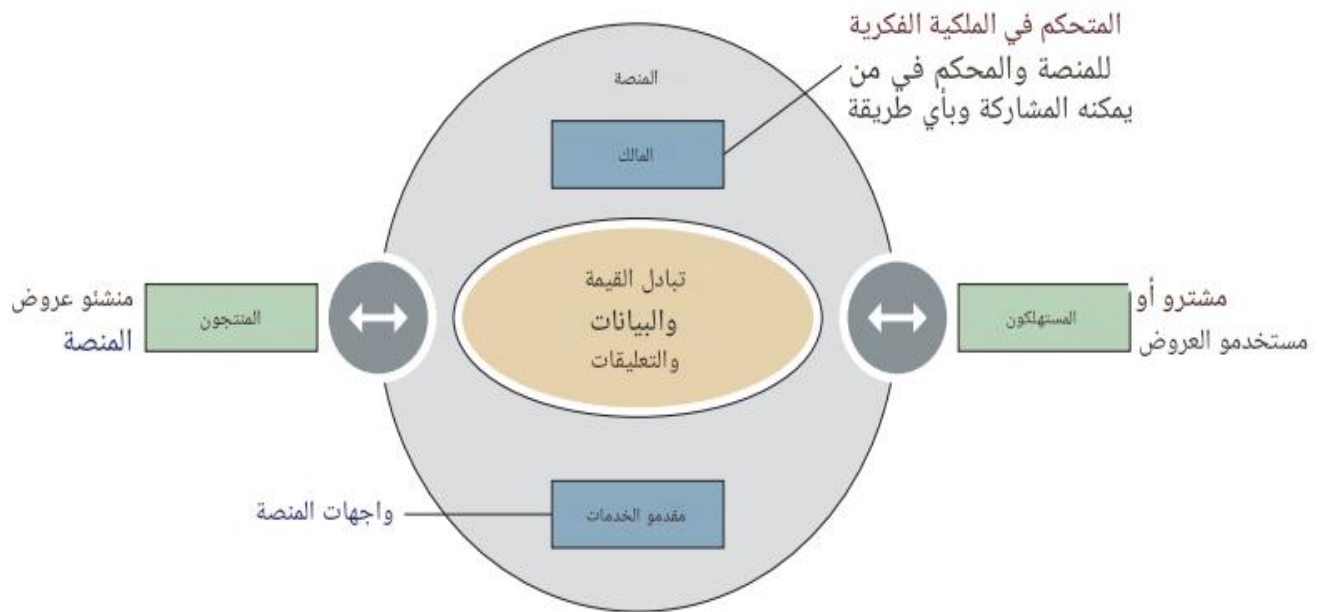 المتحكم في الملكية الفكرية
للمنصة والمحكم في من
يمكنه المشاركة وبأي طريقة
المنصة
المالك
تبادل القيمة
والبيانات
والتعليقات
مشترو أو
مستخدمو العروض
المستهلكون
المنتجون
منشئو عروض
المنصة
مقدمو الخدمات
واجهات المنصة